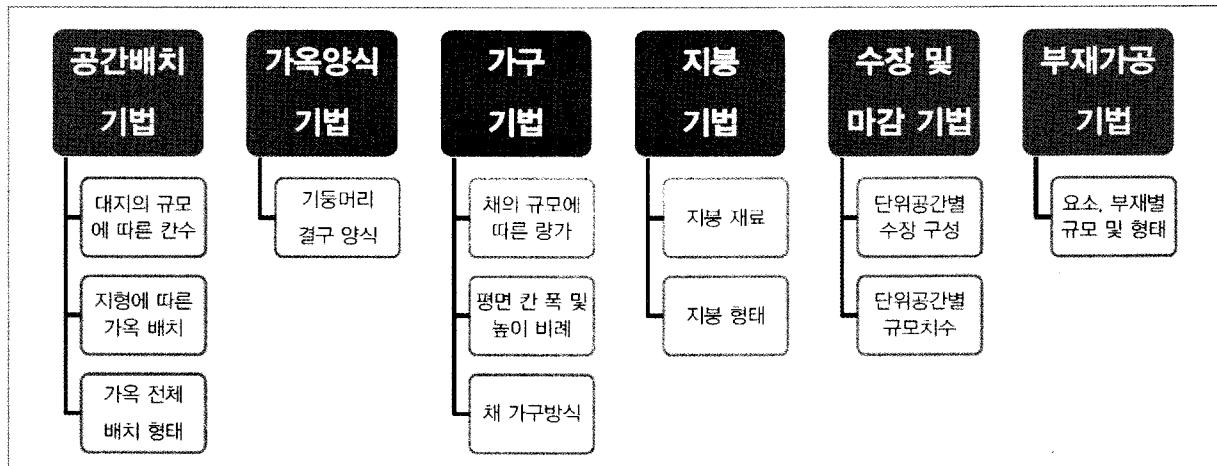 공간배치
기법
대지의 규모
에 따른 칸수
지형에 따른
가옥 배치
가옥 전체
배치 형태
가옥양식
기법
기둥머리
결구 양식
가구
기법
채의 규모에
따른 량가
평면 칸 폭 및
높이 비례
채 가구방식
지붕
기법
지붕 재료
지붕 형태
수장 및
마감 기법
단위공간별
수장 구성
단위공간별
규모치수
부재가공
기법
요소, 부재별
규모 및 형태